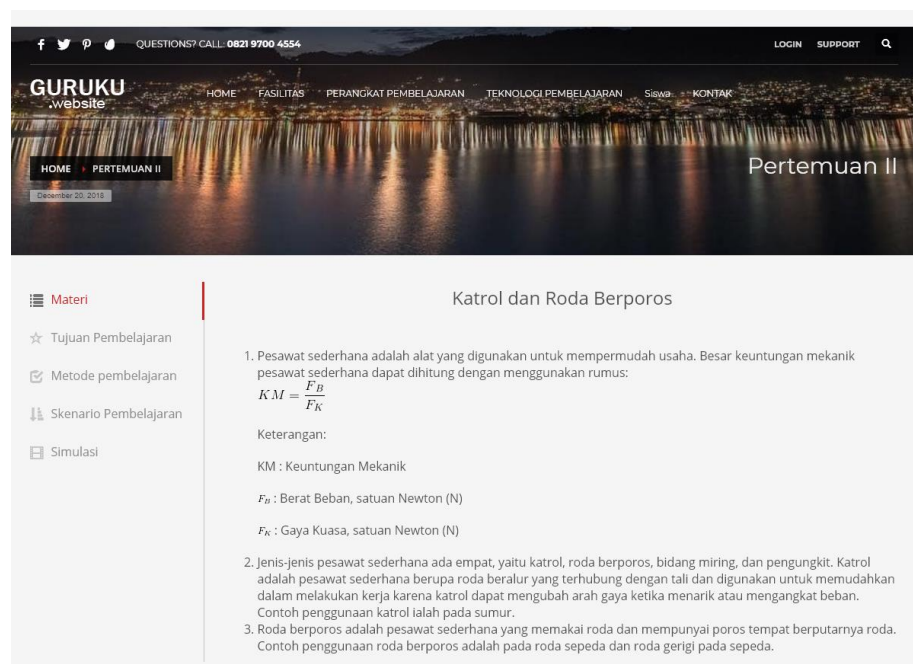 QUESTIONS? CALL: 0821 9700 4554
LOGIN SUPPORT
GURUKU
.website
HOME FASILITAS PERANGKAT PEMBELAJARAN TEKNOLOGI PEMBELAJARAN Siswa KONTAK
HOME PERTEMUAN II
Pertemuan II
December 20, 2018
Materi
Tujuan Pembelajaran
Metode pembelajaran
Skenario Pembelajaran
Simulasi
Katrol dan Roda Berporos
1. Pesawat sederhana adalah alat yang digunakan untuk mempermudah usaha. Besar keuntungan mekanik
pesawat sederhana dapat dihitung dengan menggunakan rumus:
KM = F_B / F_K
Keterangan:
KM : Keuntungan Mekanik
F_B : Berat Beban, satuan Newton (N)
F_K : Gaya Kuasa, satuan Newton (N)
2. Jenis-jenis pesawat sederhana ada empat, yaitu katrol, roda berporos, bidang miring, dan pengungkit. Katrol
adalah pesawat sederhana berupa roda beralur yang terhubung dengan tali dan digunakan untuk memudahkan
dalam melakukan kerja karena katrol dapat mengubah arah gaya ketika menarik atau mengangkat beban.
Contoh penggunaan katrol ialah pada sumur.
3. Roda berporos adalah pesawat sederhana yang memakai roda dan mempunyai poros tempat berputarnya roda.
Contoh penggunaan roda berporos adalah pada roda sepeda dan roda gerigi pada sepeda.